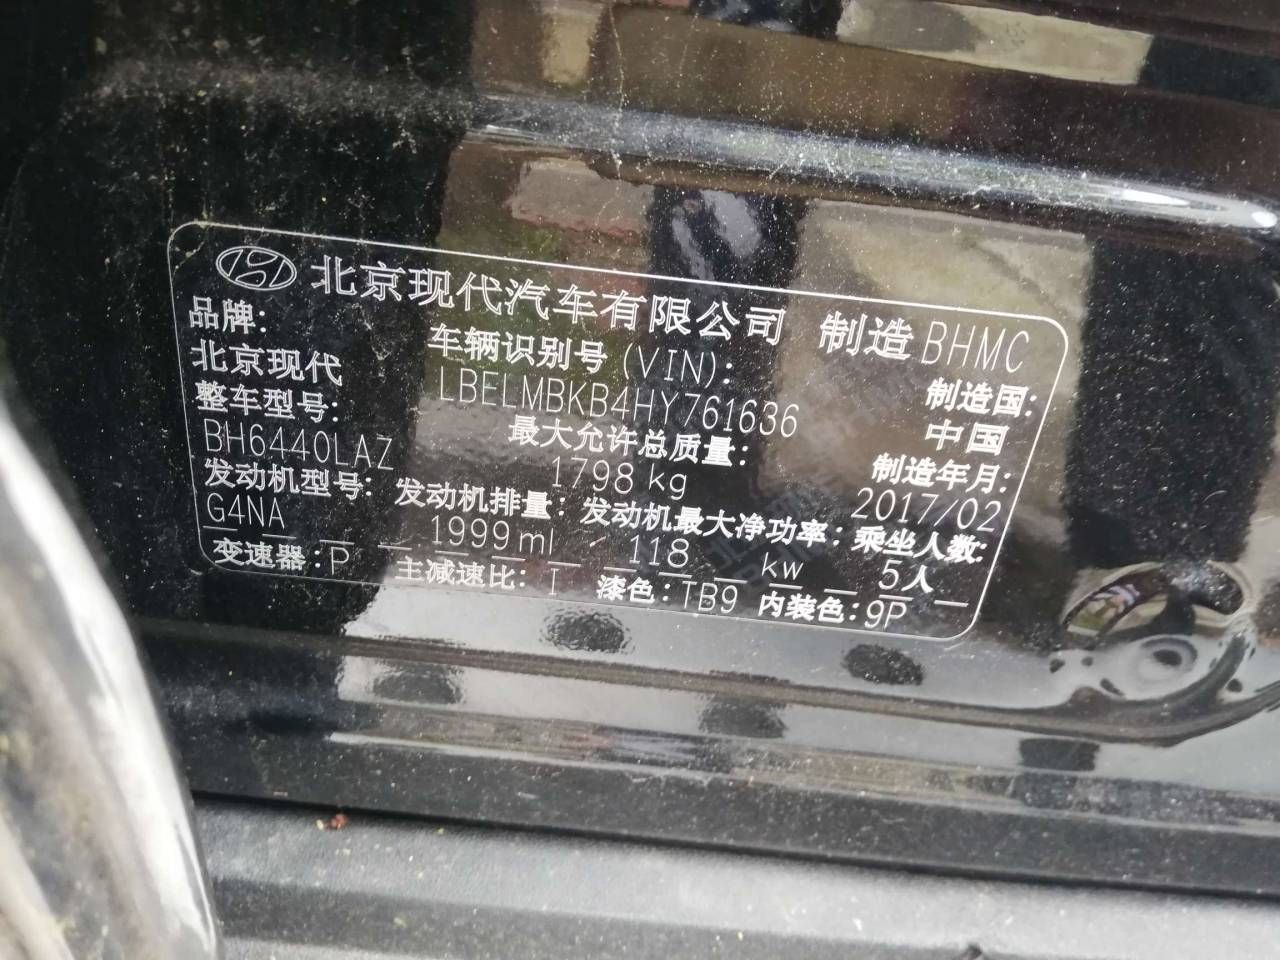 北京现代汽车有限公司 制造 BHMC
品牌: 车辆识别号(VIN): 制造国:
北京现代 LBELMBKB4HY761636 中国
整车型号: 最大允许总质量: 制造年月:
BH6440LAZ 1798 kg 2017/02
发动机型号: 发动机排量: 发动机最大净功率: 乘坐人数:
G4NA 1999 ml 118 kw 5人
变速器:P 主减速比: I 漆色:TB9 内装色:9P